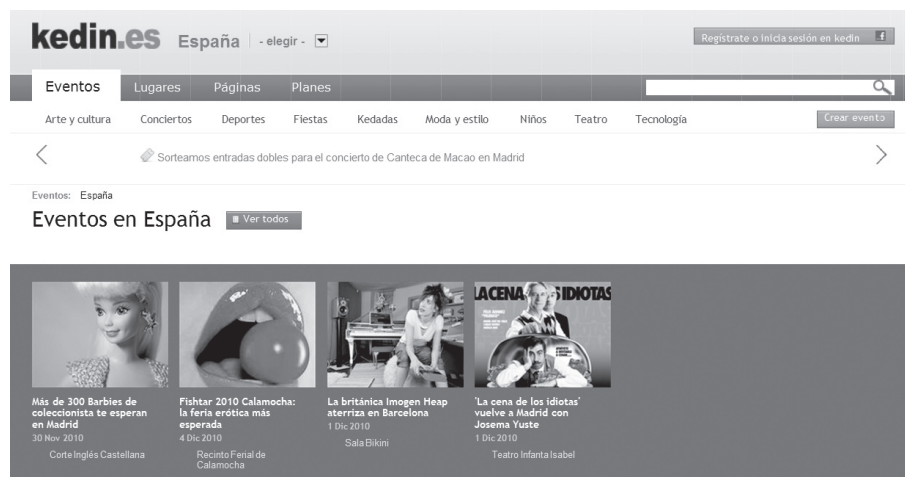 kedin.es España - elegir -
Regístrate o inicia sesión en kedin f
Eventos Lugares Páginas Planes
Arte y cultura Conciertos Deportes Fiestas Kedadas Moda y estilo Niños Teatro Tecnología Crear evento
Sorteamos entradas dobles para el concierto de Canteca de Macao en Madrid
Eventos: España
Eventos en España Ver todos
LA CENA DE LOS IDIOTAS
Más de 300 Barbies de
coleccionista te esperan
en Madrid
30 Nov 2010
Corte Inglés Castellana
Fishtar 2010 Calamocha:
la feria erótica más
esperada
4 Dic 2010
Recinto Ferial de
Calamocha
La británica Imogen Heap
aterriza en Barcelona
1 Dic 2010
Sala Bikini
'La cena de los idiotas'
vuelve a Madrid con
Josema Yuste
1 Dic 2010
Teatro Infanta Isabel